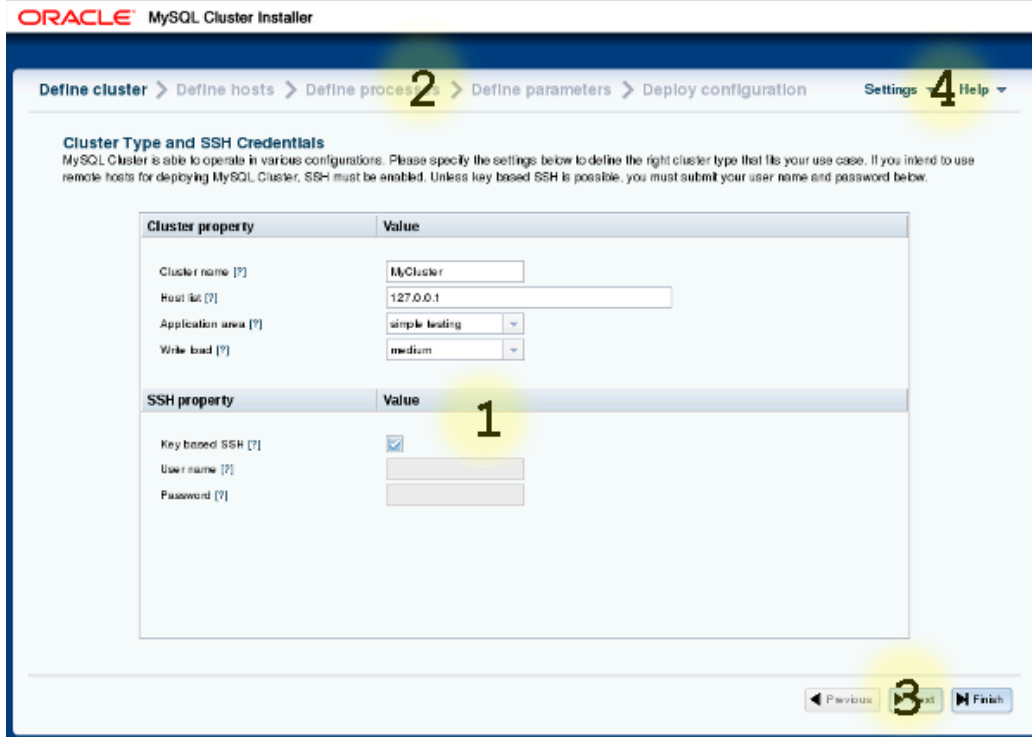 ORACLE MySQL Cluster Installer
Define cluster Define hosts Define processes Define parameters Deploy configuration Settings Help
2
4
Cluster Type and SSH Credentials
MySQL Cluster is able to operate in various configurations. Please specify the settings below to define the right cluster type that fits your use case. If you intend to use
remote hosts for deploying MySQL Cluster, SSH must be enabled. Unless key based SSH is possible, you must submit your user name and password below.
Cluster property Value
Cluster name [?] MyCluster
Host list [?] 127.0.0.1
Application area [?] simple testing
Write load [?] medium
SSH property Value
1
Key based SSH [?]
User name [?]
Password [?]
Previous Next Finish
3